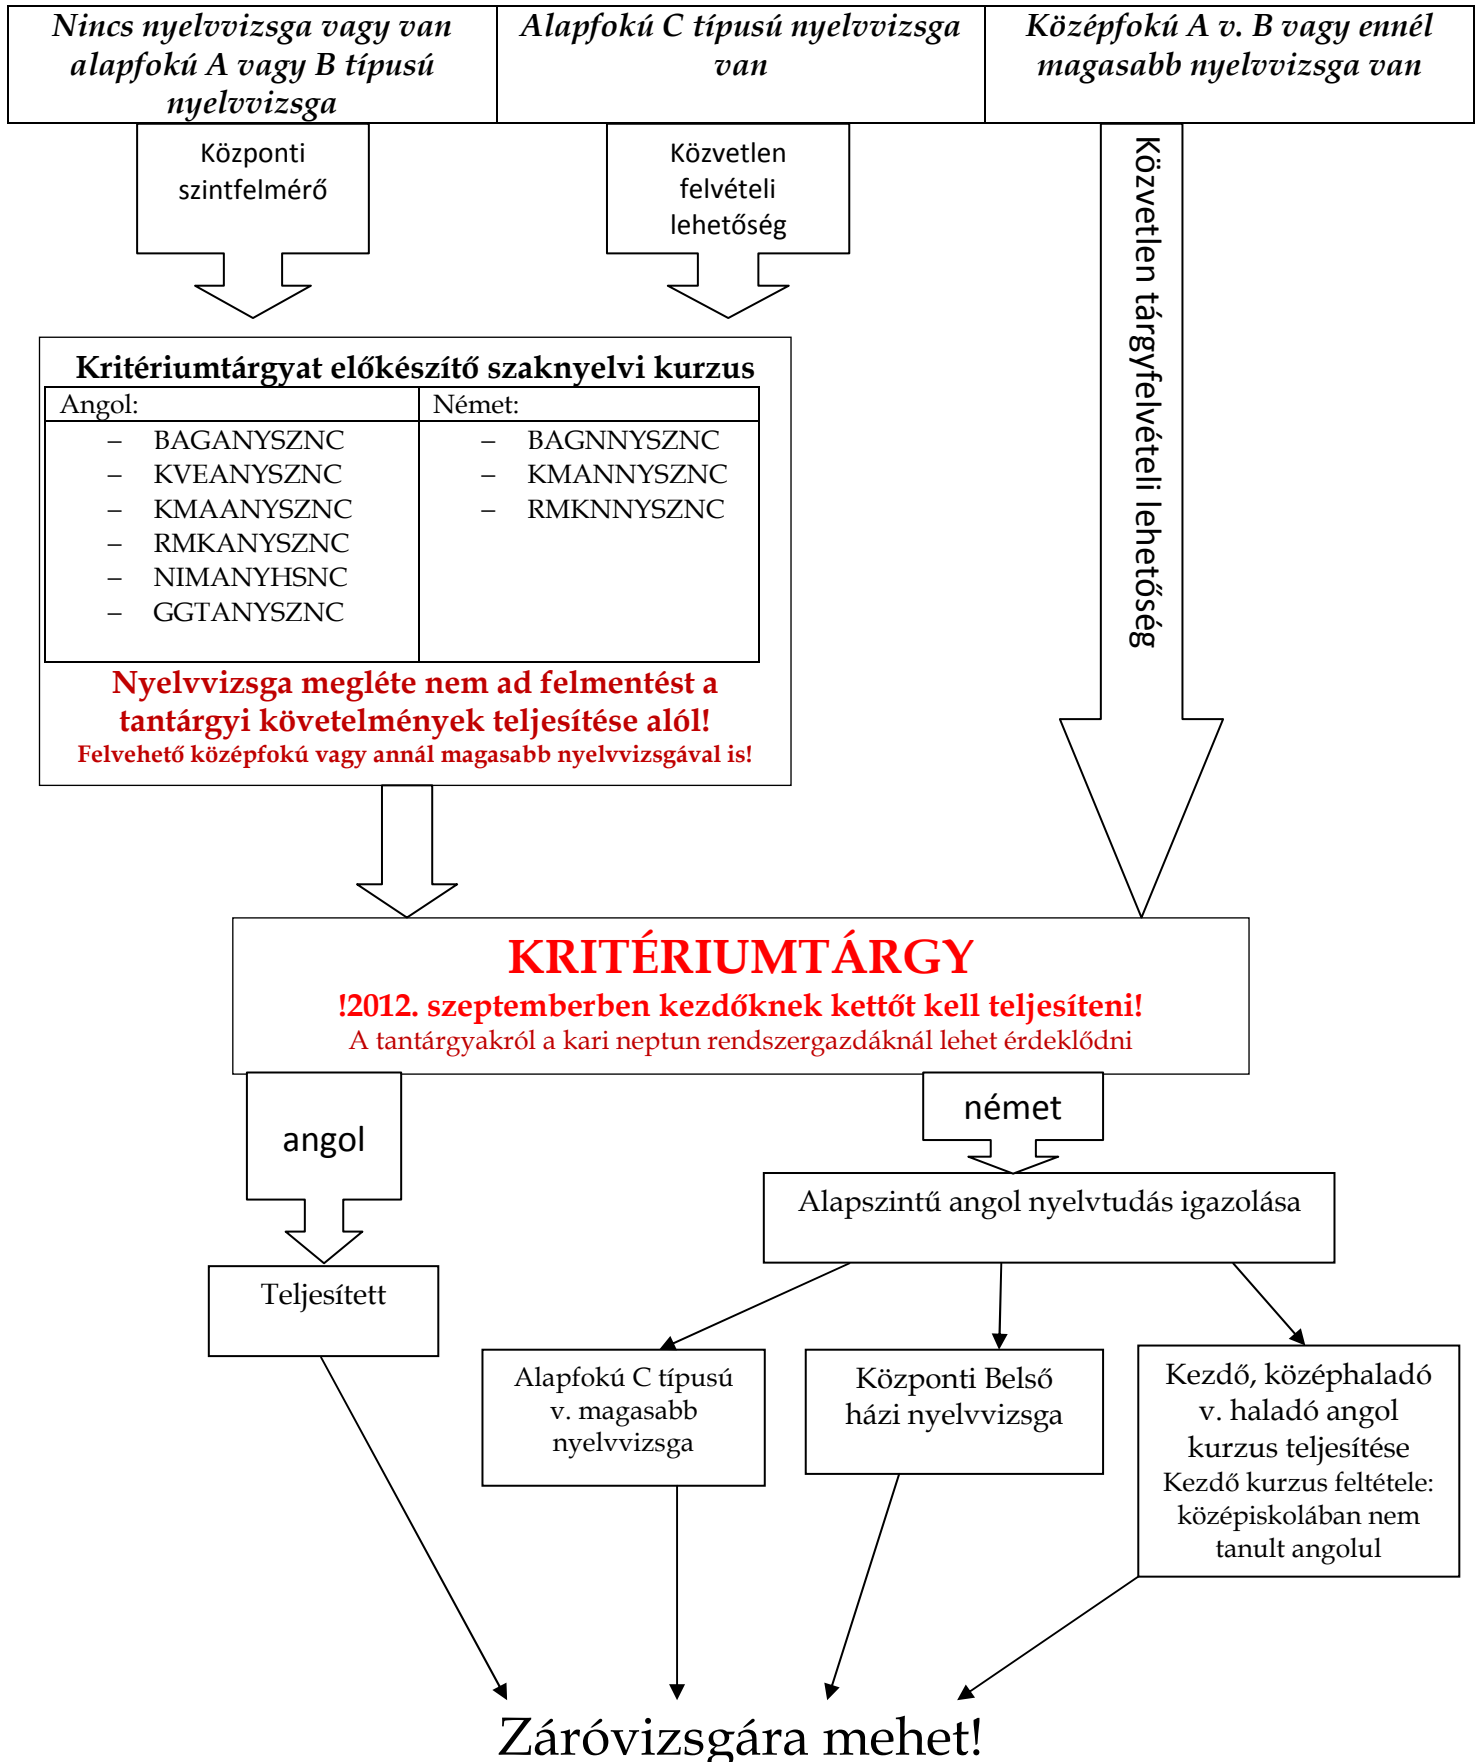 Nincs nyelvvizsga vagy van
alapfokú A vagy B típusú
nyelvvizsga
Alapfokú C típusú nyelvvizsga
van
Középfokú A v. B vagy ennél
magasabb nyelvvizsga van
Központi
szintfelmérő
Közvetlen
felvételi
lehetőség
Közvetlen tárgyfelvételi lehetőség
Kritériumtárgyat előkészítő szaknyelvi kurzus
Angol:
– BAGANYSZNC
– KVEANYSZNC
– KMAANYSZNC
– RMKANYSZNC
– NIMANYHSNC
– GGTANYSZNC
Német:
– BAGNNYSZNC
– KMANNYSZNC
– RMKNNYSZNC
Nyelvvizsga megléte nem ad felmentést a
tantárgyi követelmények teljesítése alól!
Felvehető középfokú vagy annál magasabb nyelvvizsgával is!
KRITÉRIUMTÁRGY
!2012. szeptemberben kezdőknek kettőt kell teljesíteni!
A tantárgyakról a kari neptun rendszergazdáknál lehet érdeklődni
angol
német
Alapszintű angol nyelvtudás igazolása
Teljesített
Alapfokú C típusú
v. magasabb
nyelvvizsga
Központi Belső
házi nyelvvizsga
Kezdő, középhaladó
v. haladó angol
kurzus teljesítése
Kezdő kurzus feltétele:
középiskolában nem
tanult angolul
Záróvizsgára mehet!